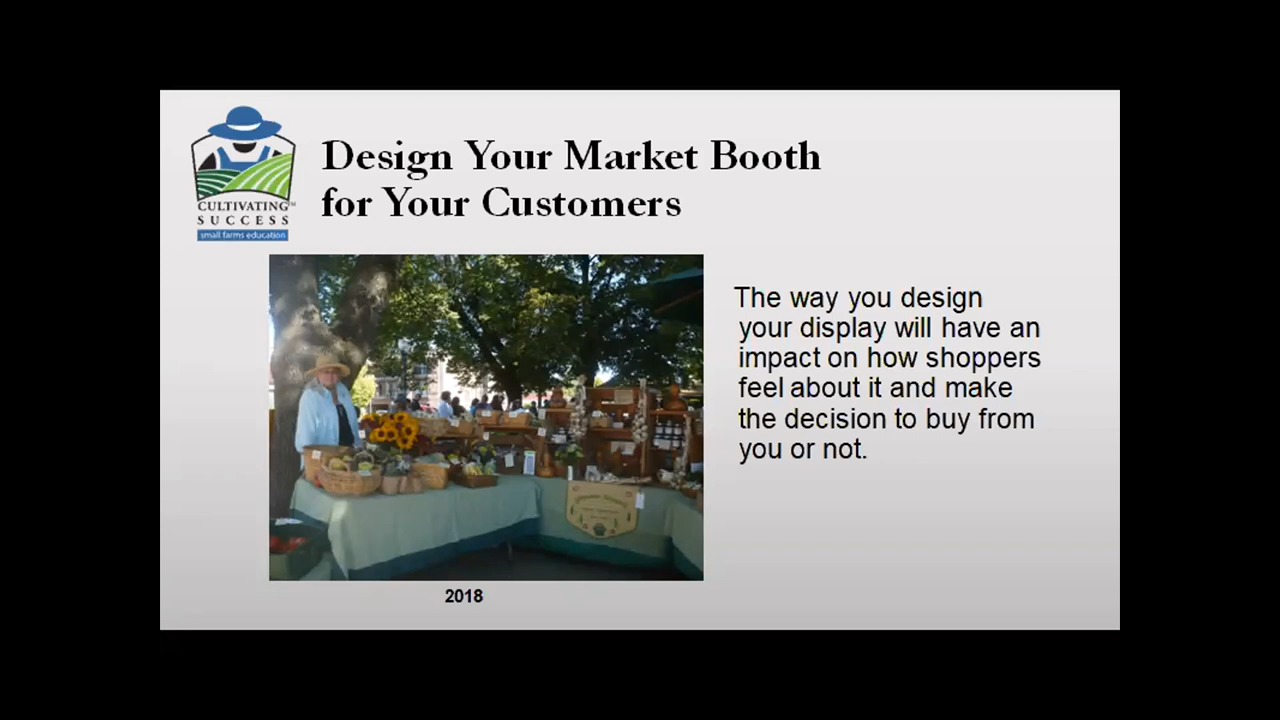 Design Your Market Booth
for Your Customers
CULTIVATING™
SUCCESS
small farms education
The way you design
your display will have an
impact on how shoppers
feel about it and make
the decision to buy from
you or not.
2018